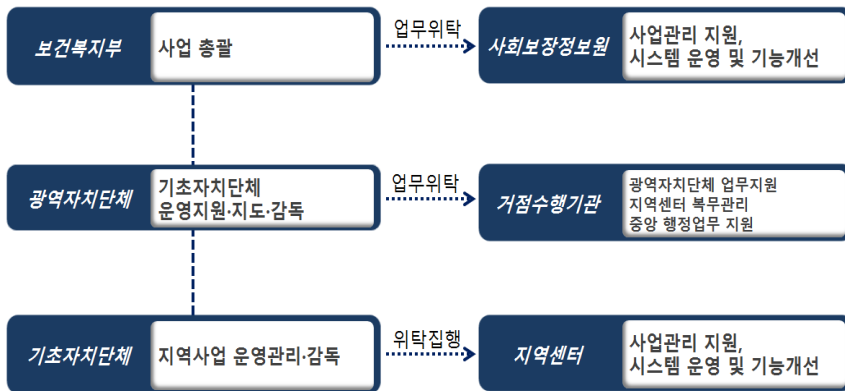 보건복지부
사업 총괄
업무위탁
사회보장정보원
사업관리 지원,
시스템 운영 및 기능개선
광역자치단체
기초자치단체
운영지원·지도·감독
업무위탁
거점수행기관
광역자치단체 업무지원
지역센터 복무관리
중앙 행정업무 지원
기초자치단체
지역사업 운영관리·감독
위탁집행
지역센터
사업관리 지원,
시스템 운영 및 기능개선